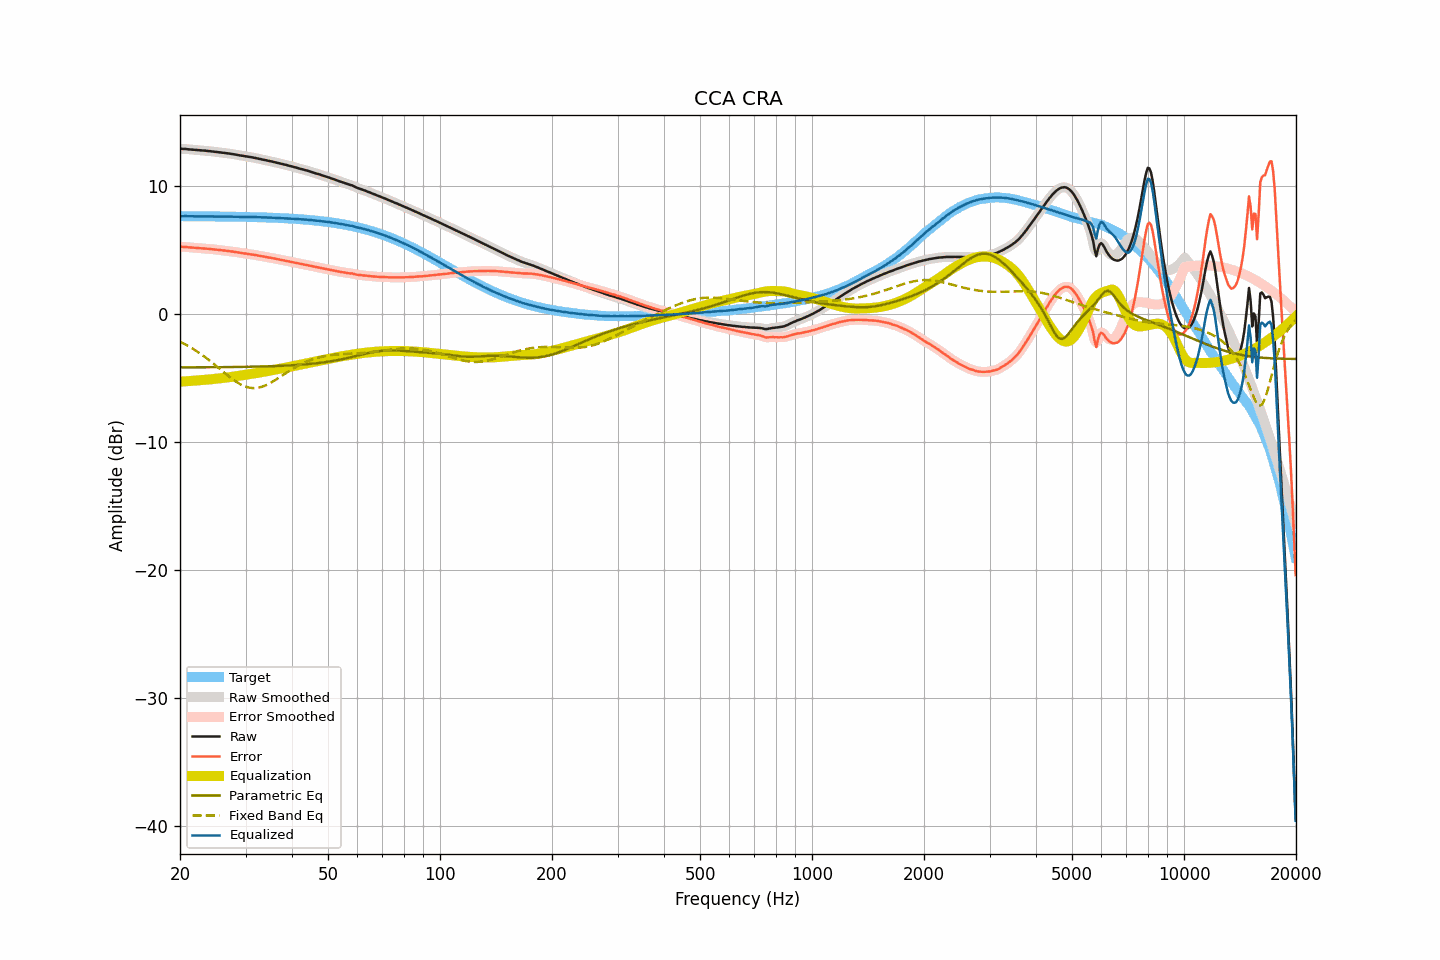 CCA CRA
10
0
−10
−20
−30
−40
Amplitude (dBr)
Target
Raw Smoothed
Error Smoothed
Raw
Error
Equalization
Parametric Eq
Fixed Band Eq
Equalized
20 50 100 200 500 1000 2000 5000 10000 20000
Frequency (Hz)